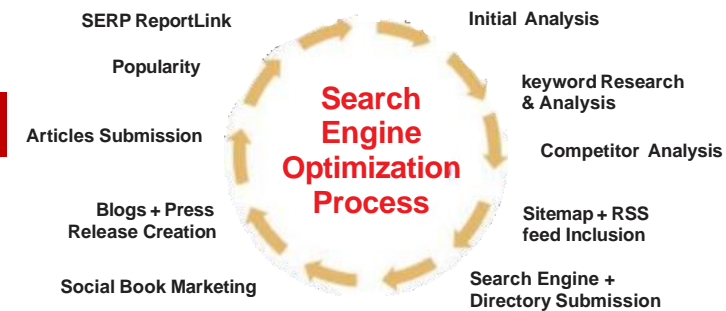 SERP ReportLink
Initial Analysis
Popularity
keyword Research
& Analysis
Search
Engine
Optimization
Process
Articles Submission
Competitor Analysis
Blogs + Press
Release Creation
Sitemap + RSS
feed Inclusion
Social Book Marketing
Search Engine +
Directory Submission